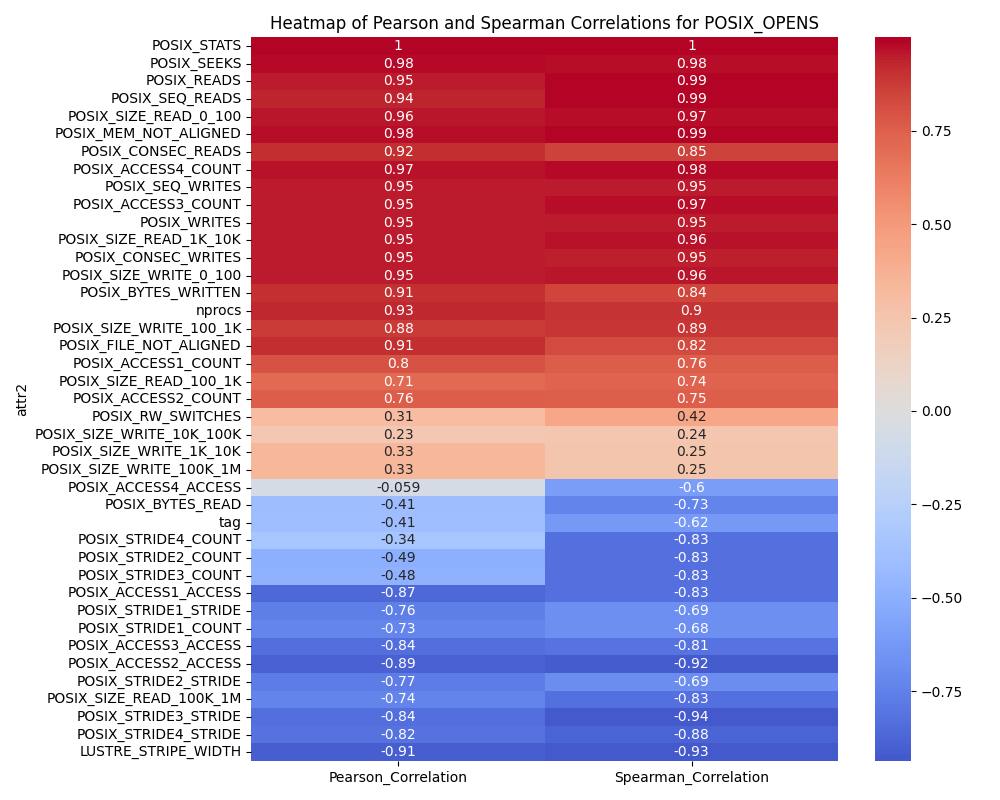 Heatmap of Pearson and Spearman Correlations for POSIX_OPENS
attr2
POSIX_STATS 1 1
POSIX_SEEKS 0.98 0.98
POSIX_READS 0.95 0.99
POSIX_SEQ_READS 0.94 0.99
POSIX_SIZE_READ_0_100 0.96 0.97
POSIX_MEM_NOT_ALIGNED 0.98 0.99
POSIX_CONSEC_READS 0.92 0.85
POSIX_ACCESS4_COUNT 0.97 0.98
POSIX_SEQ_WRITES 0.95 0.95
POSIX_ACCESS3_COUNT 0.95 0.97
POSIX_WRITES 0.95 0.95
POSIX_SIZE_READ_1K_10K 0.95 0.96
POSIX_CONSEC_WRITES 0.95 0.95
POSIX_SIZE_WRITE_0_100 0.95 0.96
POSIX_BYTES_WRITTEN 0.91 0.84
nprocs 0.93 0.9
POSIX_SIZE_WRITE_100_1K 0.88 0.89
POSIX_FILE_NOT_ALIGNED 0.91 0.82
POSIX_ACCESS1_COUNT 0.8 0.76
POSIX_SIZE_READ_100_1K 0.71 0.74
POSIX_ACCESS2_COUNT 0.76 0.75
POSIX_RW_SWITCHES 0.31 0.42
POSIX_SIZE_WRITE_10K_100K 0.23 0.24
POSIX_SIZE_WRITE_1K_10K 0.33 0.25
POSIX_SIZE_WRITE_100K_1M 0.33 0.25
POSIX_ACCESS4_ACCESS -0.059 -0.6
POSIX_BYTES_READ -0.41 -0.73
tag -0.41 -0.62
POSIX_STRIDE4_COUNT -0.34 -0.83
POSIX_STRIDE2_COUNT -0.49 -0.83
POSIX_STRIDE3_COUNT -0.48 -0.83
POSIX_ACCESS1_ACCESS -0.87 -0.83
POSIX_STRIDE1_STRIDE -0.76 -0.69
POSIX_STRIDE1_COUNT -0.73 -0.68
POSIX_ACCESS3_ACCESS -0.84 -0.81
POSIX_ACCESS2_ACCESS -0.89 -0.92
POSIX_STRIDE2_STRIDE -0.77 -0.69
POSIX_SIZE_READ_100K_1M -0.74 -0.83
POSIX_STRIDE3_STRIDE -0.84 -0.94
POSIX_STRIDE4_STRIDE -0.82 -0.88
LUSTRE_STRIPE_WIDTH -0.91 -0.93
Pearson_Correlation Spearman_Correlation
0.75
0.50
0.25
0.00
−0.25
−0.50
−0.75